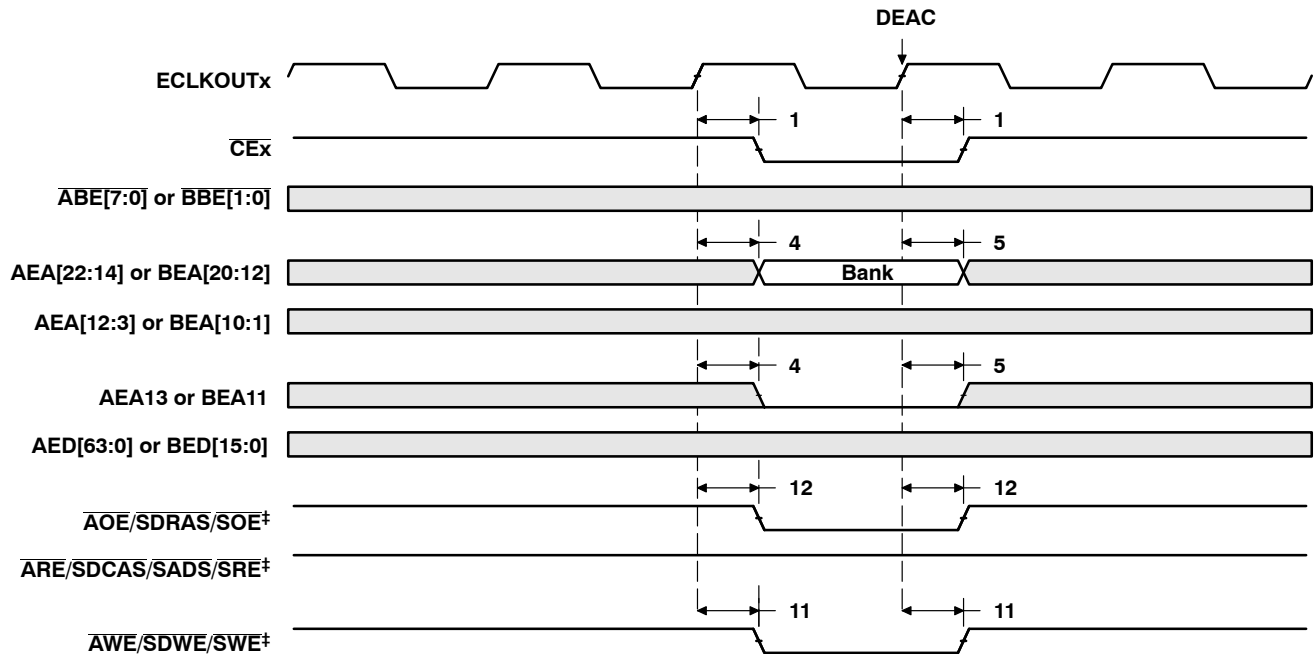 DEAC
ECLKOUTx
1 1
CEx
ABE[7:0] or BBE[1:0]
4 5
AEA[22:14] or BEA[20:12] Bank
AEA[12:3] or BEA[10:1]
4 5
AEA13 or BEA11
AED[63:0] or BED[15:0]
12 12
AOE/SDRAS/SOE‡
ARE/SDCAS/SADS/SRE‡
11 11
AWE/SDWE/SWE‡